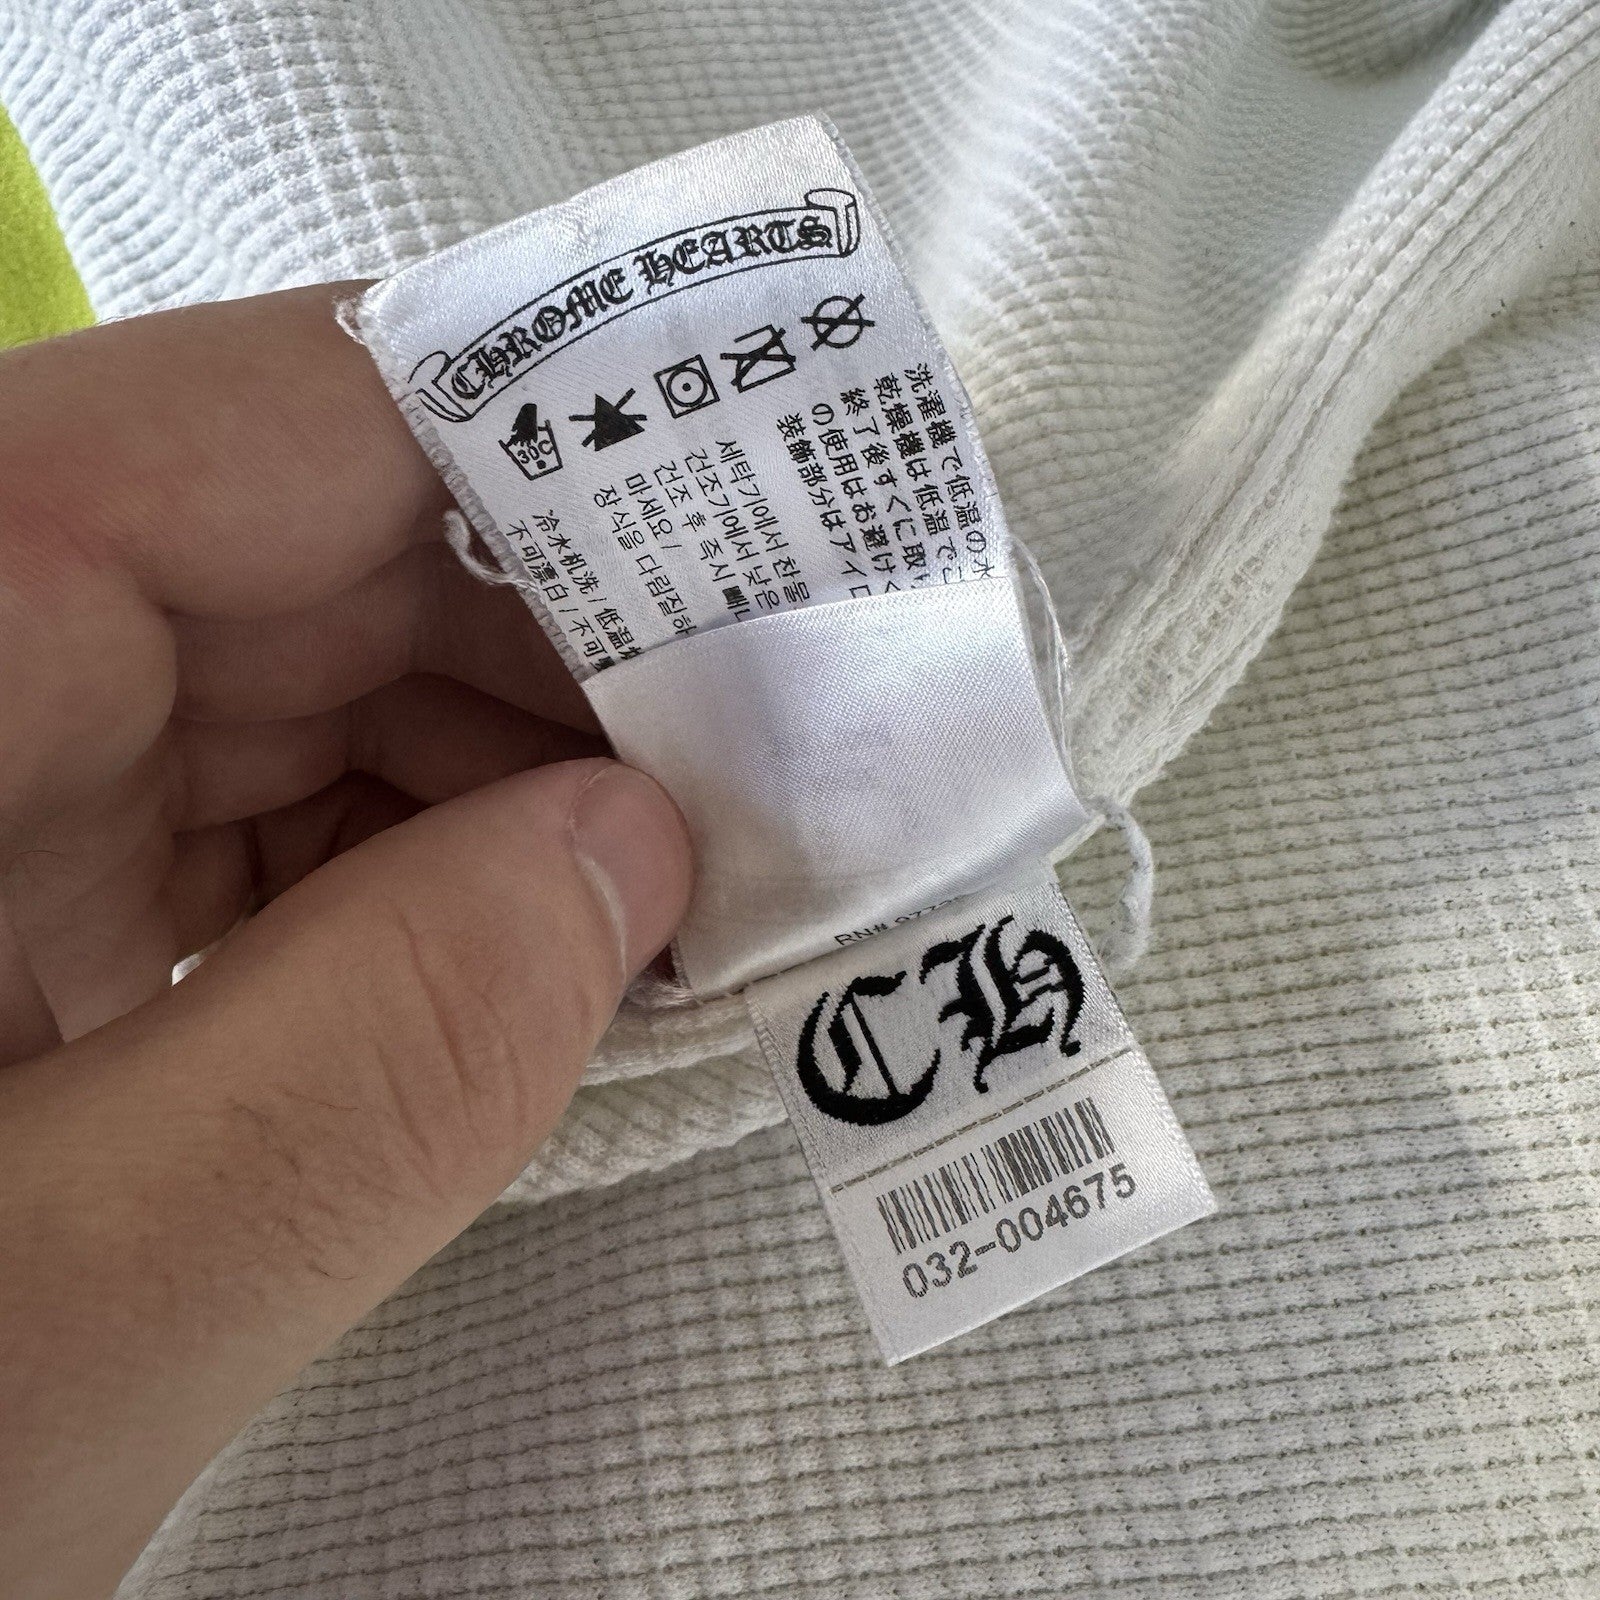 CHROME HEARTS
30°C
洗濯機で低温の水
乾燥機は低温で
終了後すぐに取
の使用はお避けく
装飾部分はアイロ
세탁기에서 찬물
건조기에서 낮은
건조 후 즉시 빼
마세요 /
장식을 다림질하
冷水机洗 / 低温
不可漂白 / 不可
RN#
CH
032-004675